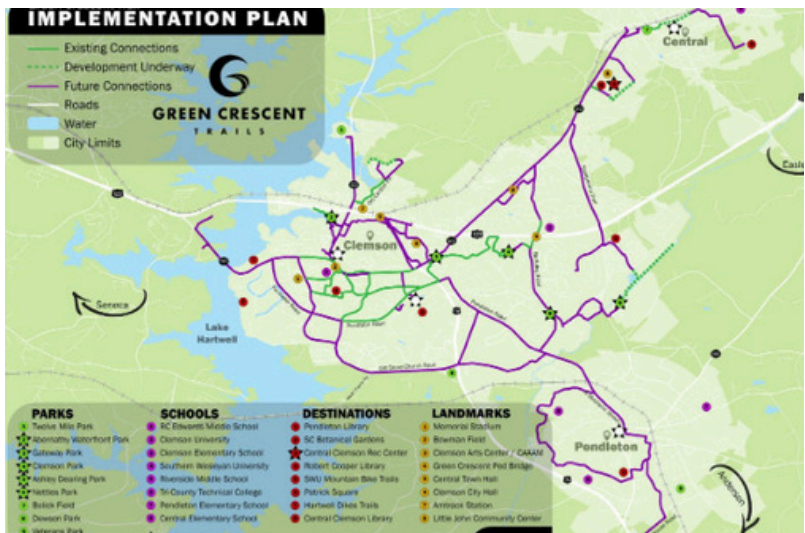 IMPLEMENTATION PLAN
Existing Connections
Development Underway
Future Connections
Roads
Water
City Limits
GREEN CRESCENT
TRAILS
Central
Easle
Clemson
Seneca
Lake
Hartwell
Pendleton
Anderson
PARKS
Twelve Mile Park
Abernathy Waterfront Park
Gateway Park
Clemson Park
Ashley Dearing Park
Nettles Park
Bolick Field
Dawson Park
Veterans Park
SCHOOLS
RC Edwards Middle School
Clemson University
Clemson Elementary School
Southern Wesleyan University
Riverside Middle School
Tri-County Technical College
Pendleton Elementary School
Central Elementary School
DESTINATIONS
Pendleton Library
SC Botanical Gardens
Central Clemson Rec Center
Robert Cooper Library
SWU Mountain Bike Trails
Patrick Square
Hartwell Dikes Trails
Central Clemson Library
LANDMARKS
Memorial Stadium
Bowman Field
Clemson Arts Center / CAAAM
Green Crescent Ped Bridge
Central Town Hall
Clemson City Hall
Amtrack Station
Little John Community Center